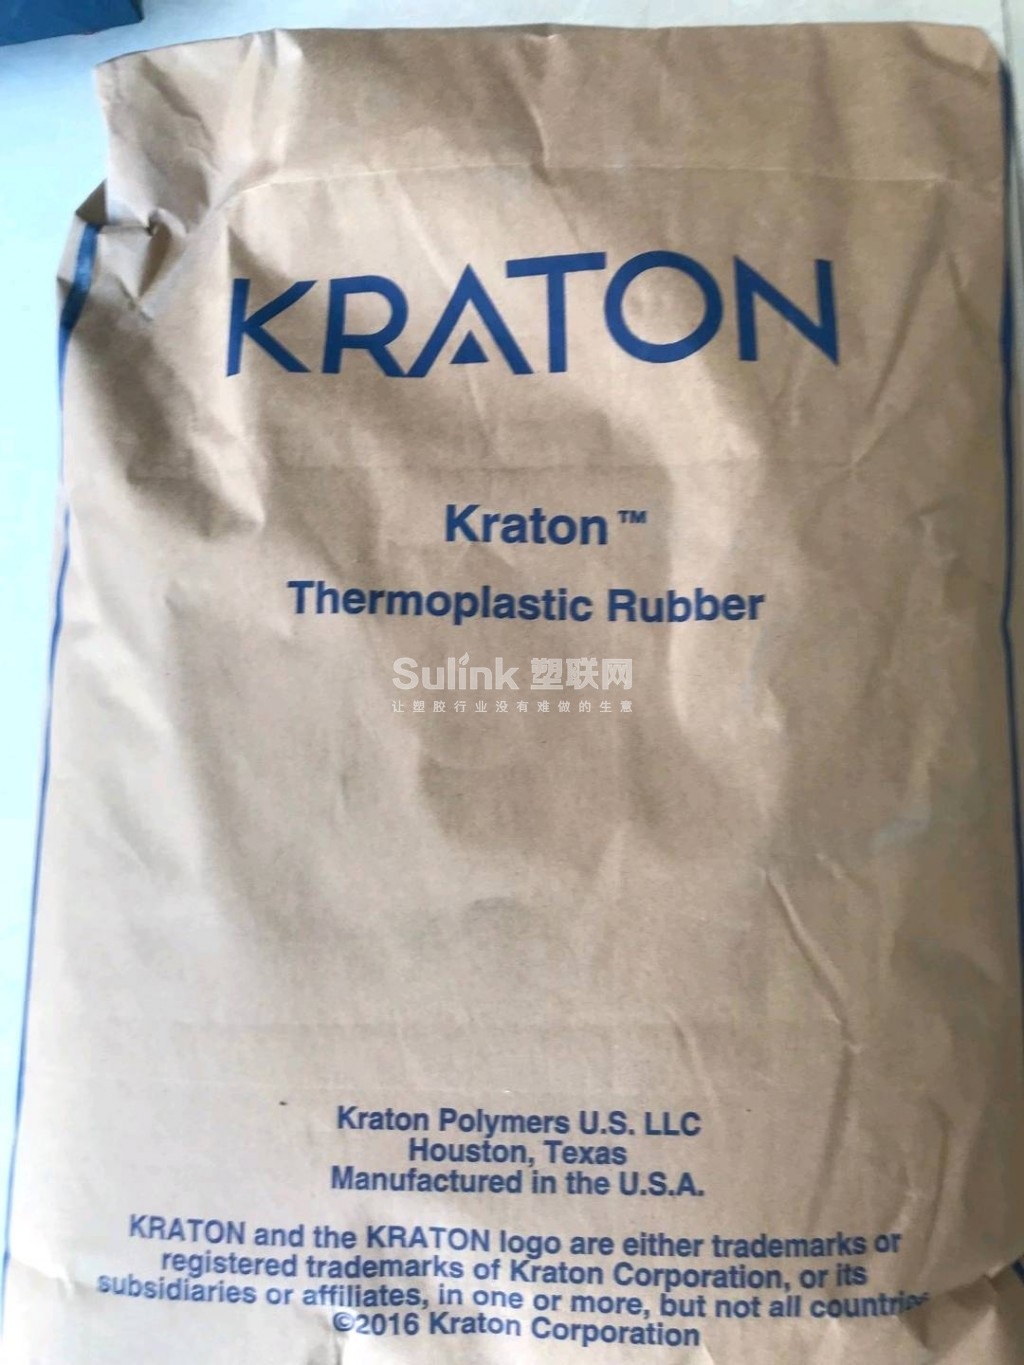 KRATON
Kraton™
Thermoplastic Rubber
Sulink 塑联网
让塑胶行业没有难做的生意
Kraton Polymers U.S. LLC
Houston, Texas
Manufactured in the U.S.A.
KRATON and the KRATON logo are either trademarks or
registered trademarks of Kraton Corporation, or its
subsidiaries or affiliates, in one or more, but not all countries
©2016 Kraton Corporation